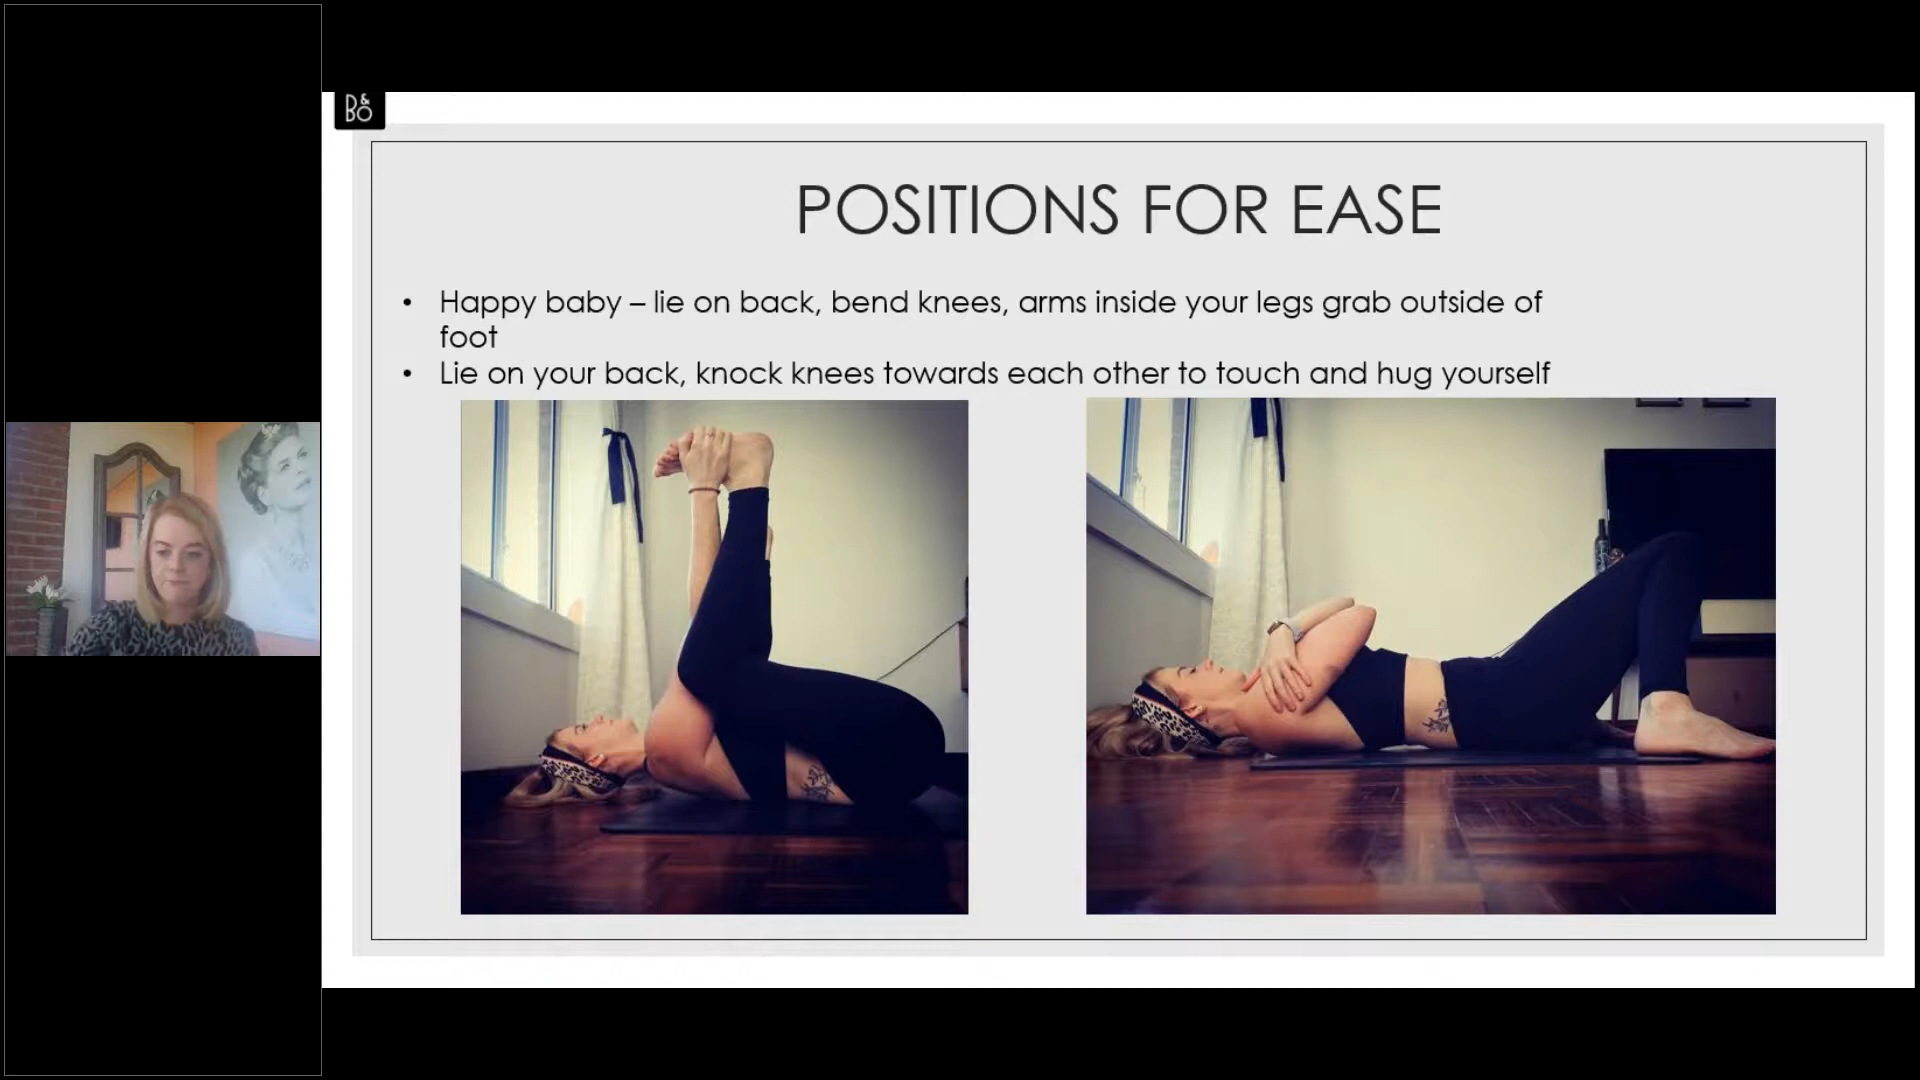 B&O
POSITIONS FOR EASE
• Happy baby – lie on back, bend knees, arms inside your legs grab outside of
foot
• Lie on your back, knock knees towards each other to touch and hug yourself